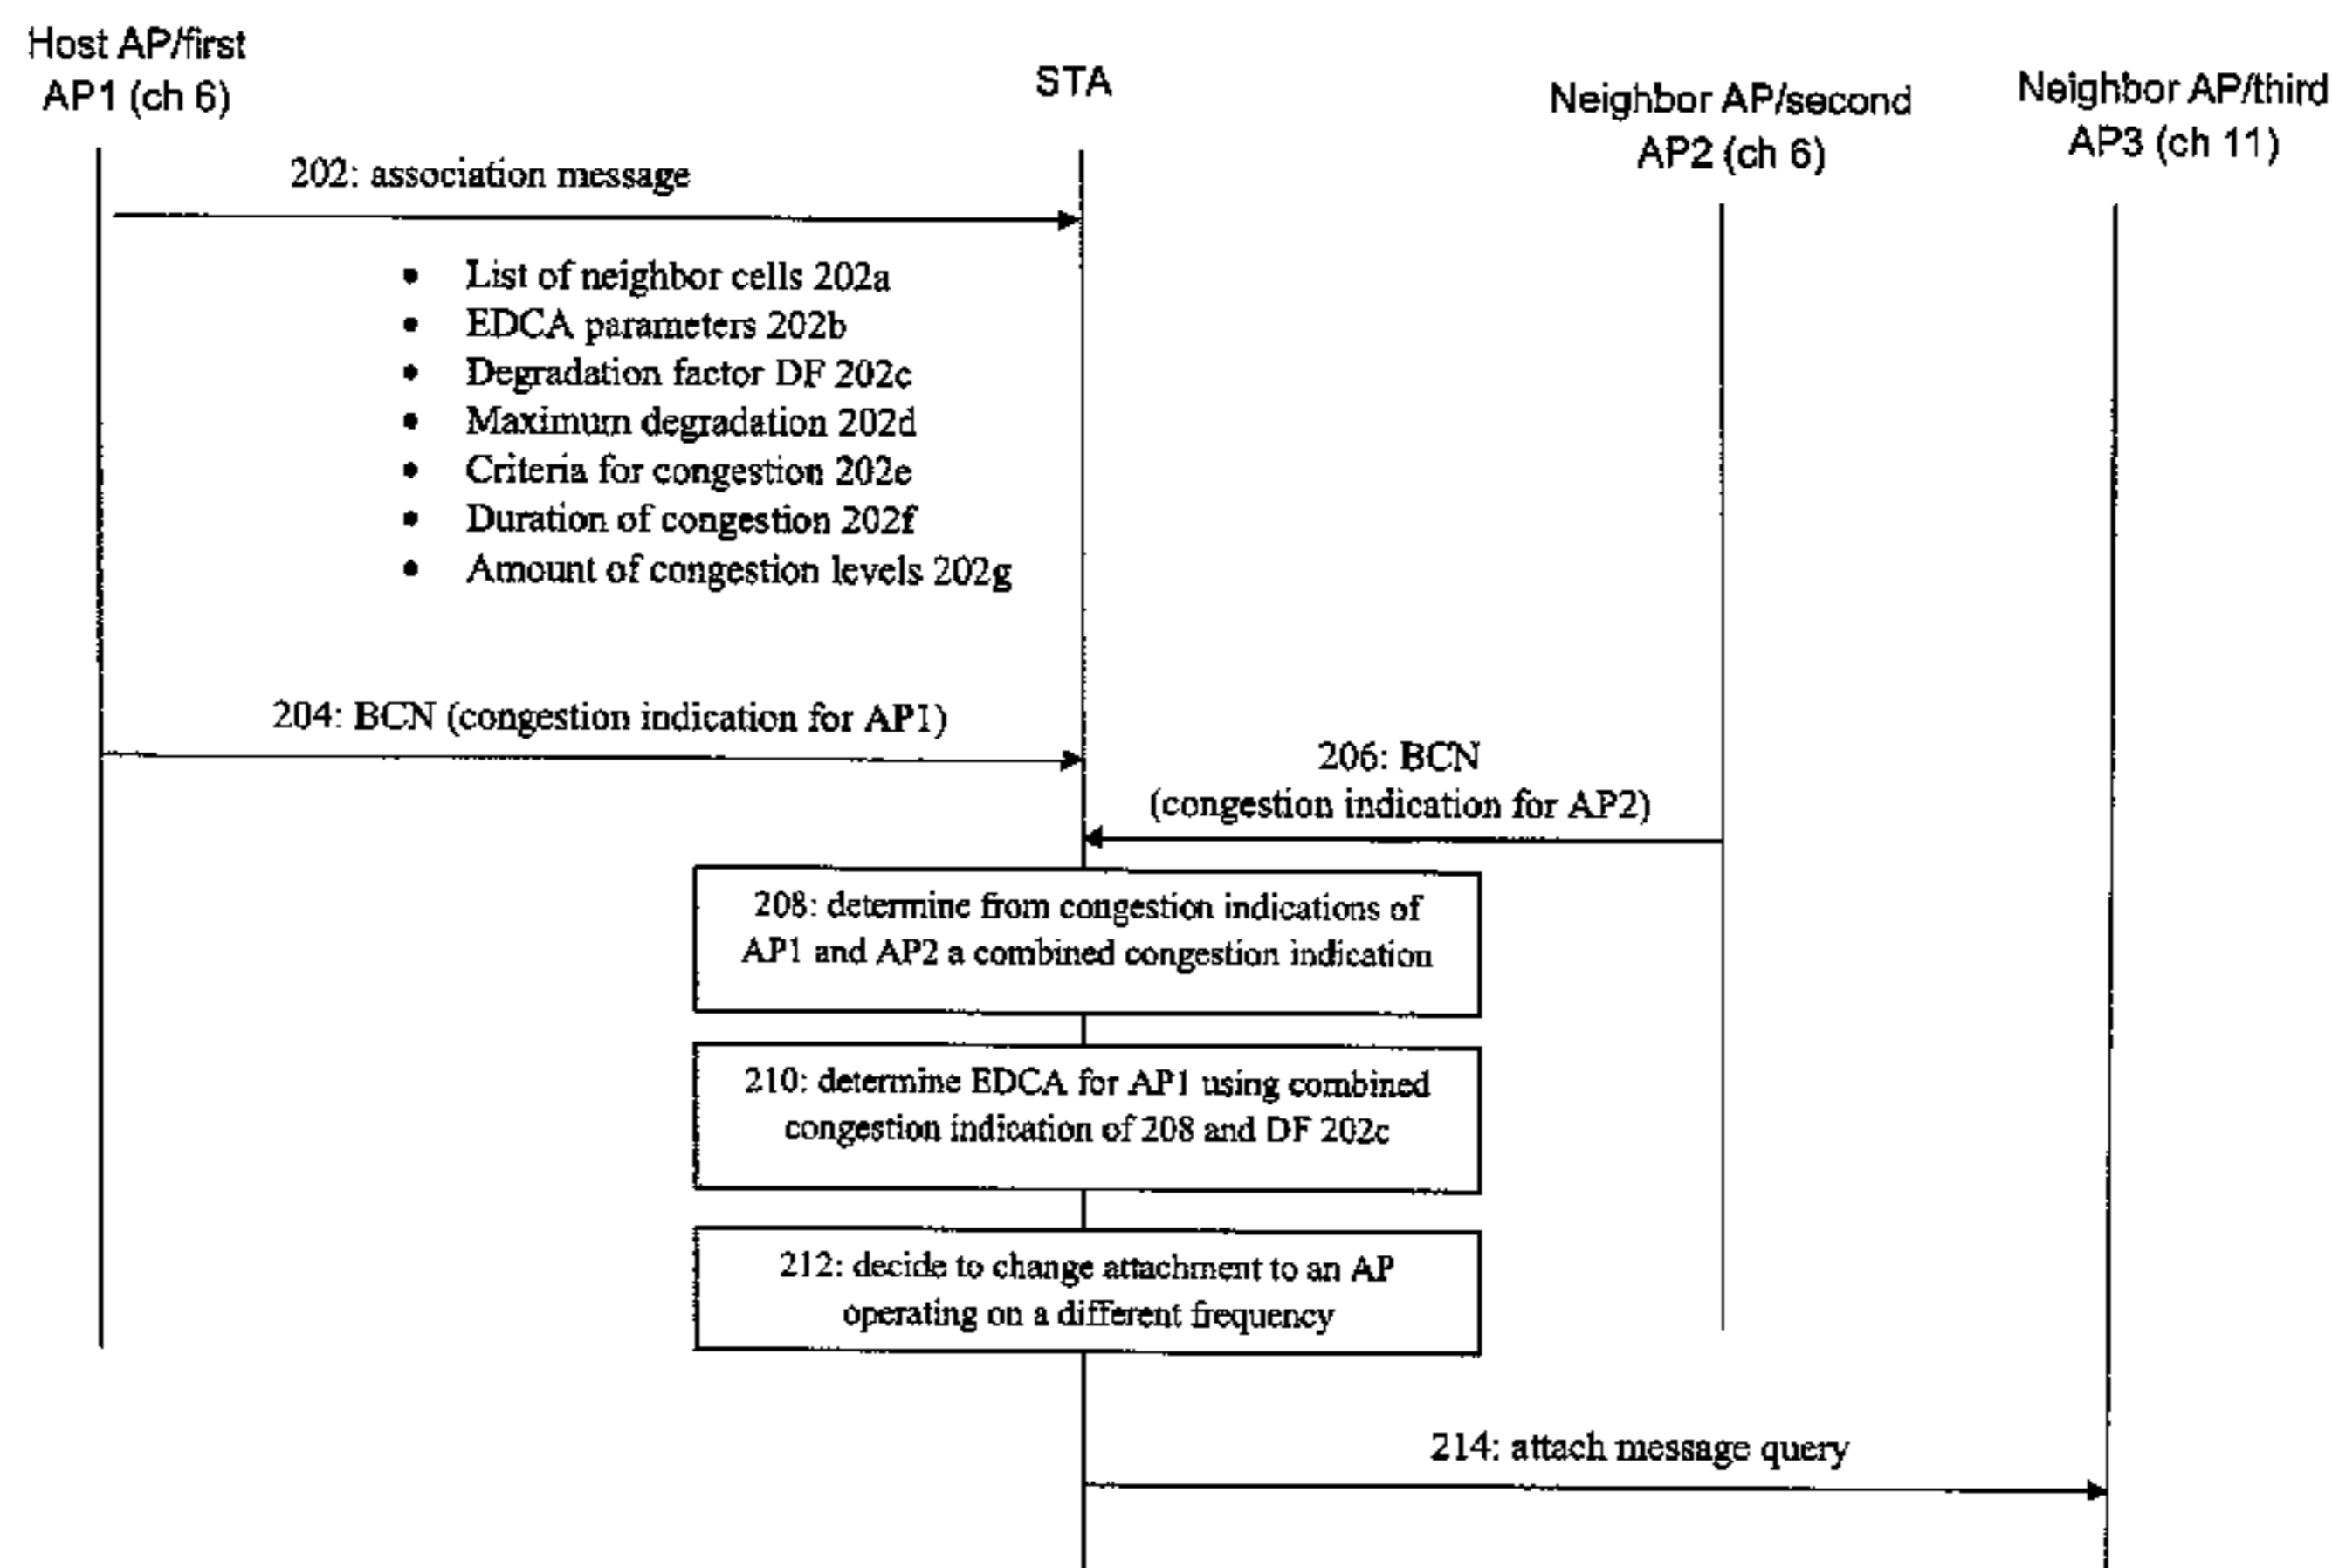 Host AP/first
AP1 (ch 6)
STA
Neighbor AP/second
AP2 (ch 6)
Neighbor AP/third
AP3 (ch 11)
202: association message
• List of neighbor cells 202a
• EDCA parameters 202b
• Degradation factor DF 202c
• Maximum degradation 202d
• Criteria for congestion 202e
• Duration of congestion 202f
• Amount of congestion levels 202g
204: BCN (congestion indication for AP1)
206: BCN
(congestion indication for AP2)
208: determine from congestion indications of
AP1 and AP2 a combined congestion indication
210: determine EDCA for AP1 using combined
congestion indication of 208 and DF 202c
212: decide to change attachment to an AP
operating on a different frequency
214: attach message query